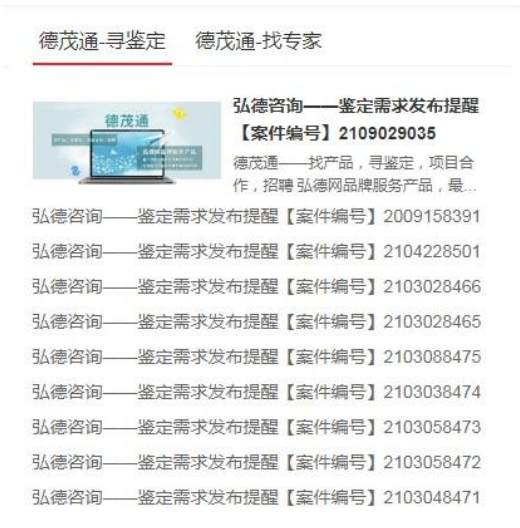 德茂通-寻鉴定 德茂通-找专家
德茂通
弘德咨询——鉴定需求发布提醒
【案件编号】2109029035
德茂通——找产品，寻鉴定，项目合
作，招聘 弘德网品牌服务产品，最...
弘德咨询——鉴定需求发布提醒【案件编号】2009158391
弘德咨询——鉴定需求发布提醒【案件编号】2104228501
弘德咨询——鉴定需求发布提醒【案件编号】2103028466
弘德咨询——鉴定需求发布提醒【案件编号】2103028465
弘德咨询——鉴定需求发布提醒【案件编号】2103088475
弘德咨询——鉴定需求发布提醒【案件编号】2103038474
弘德咨询——鉴定需求发布提醒【案件编号】2103058473
弘德咨询——鉴定需求发布提醒【案件编号】2103058472
弘德咨询——鉴定需求发布提醒【案件编号】2103048471